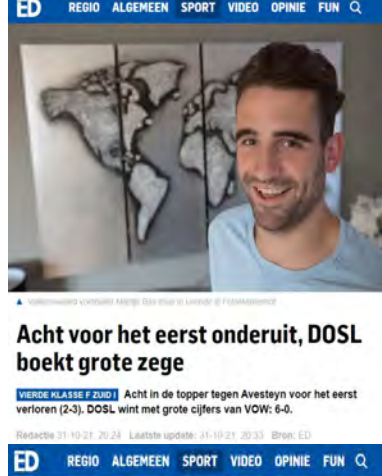 ED REGIO ALGEMEEN SPORT VIDEO OPINIE FUN
Acht voor het eerst onderuit, DOSL
boekt grote zege
VIERDE KLASSE F ZUID I Acht in de topper tegen Avesteyn voor het eerst
verloren (2-3). DOSL wint met grote cijfers van VOW: 6-0.
Redactie 31-10-21, 20:24 Laatste update: 31-10-21, 20:33 Bron: ED
ED REGIO ALGEMEEN SPORT VIDEO OPINIE FUN